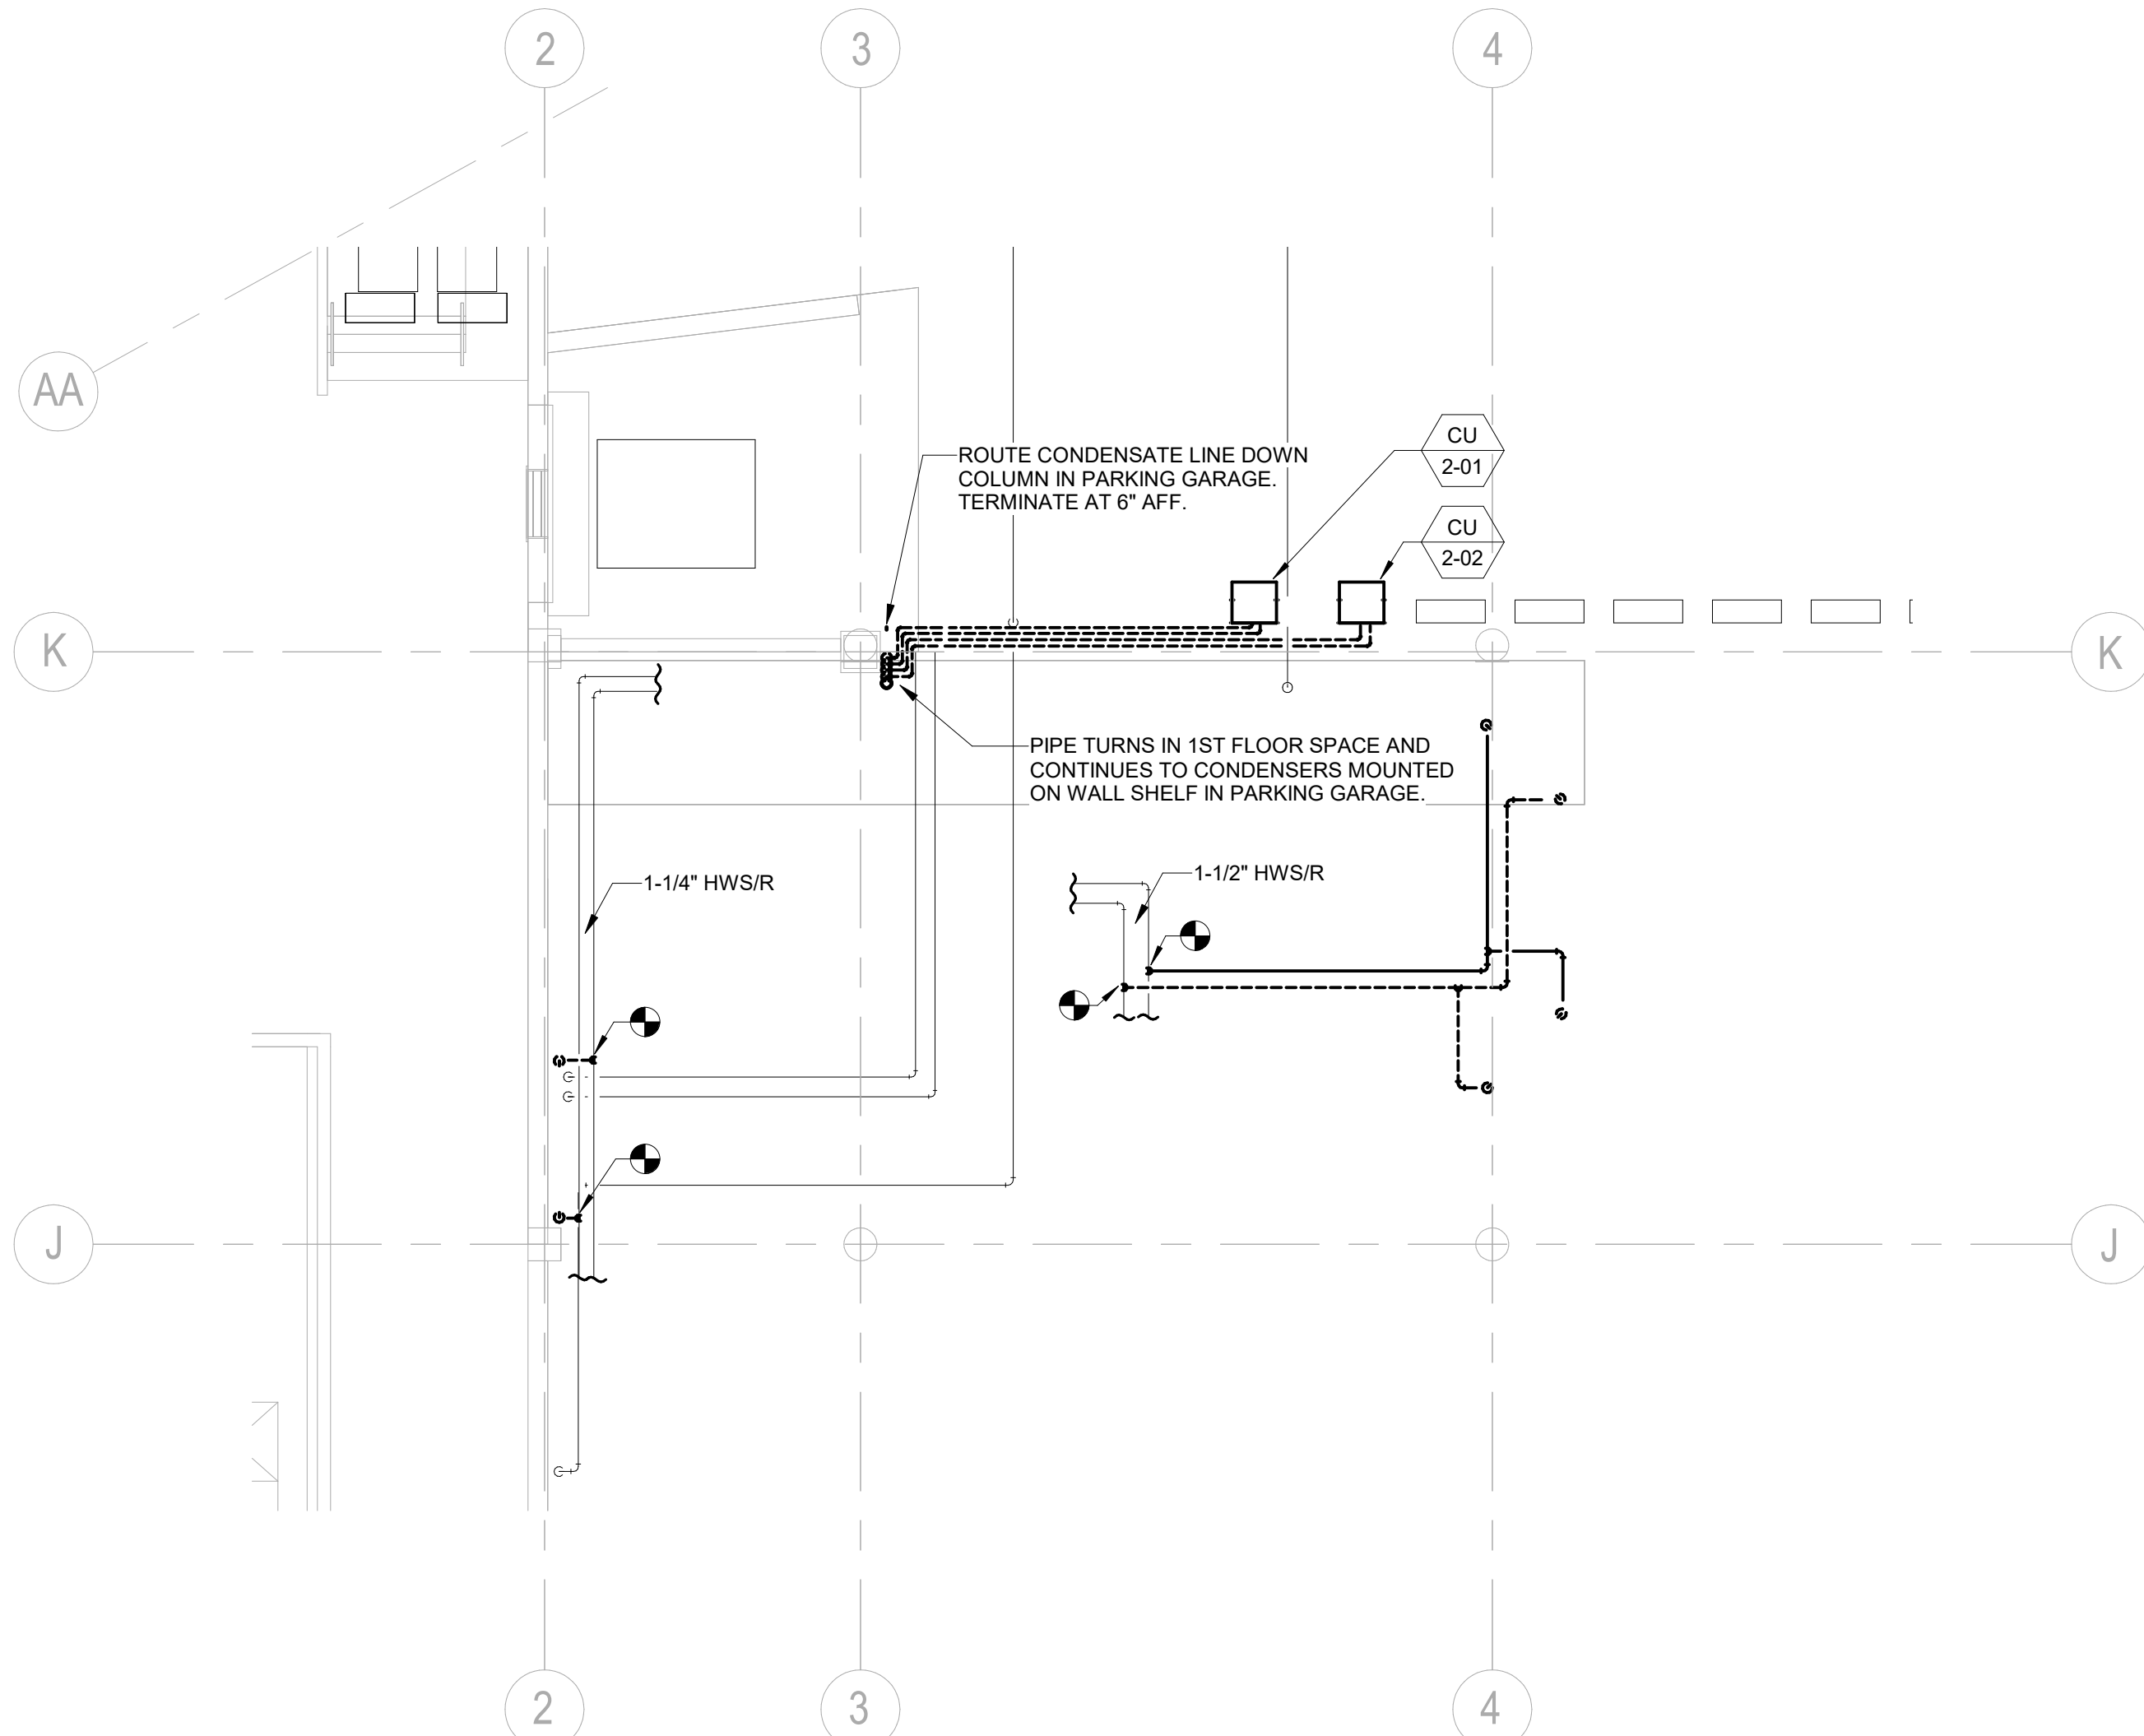 2
3
4
AA
ROUTE CONDENSATE LINE DOWN
COLUMN IN PARKING GARAGE.
TERMINATE AT 6" AFF.
CU
2-01
CU
2-02
K
K
PIPE TURNS IN 1ST FLOOR SPACE AND
CONTINUES TO CONDENSERS MOUNTED
ON WALL SHELF IN PARKING GARAGE.
1-1/4" HWS/R
1-1/2" HWS/R
J
J
2
3
4